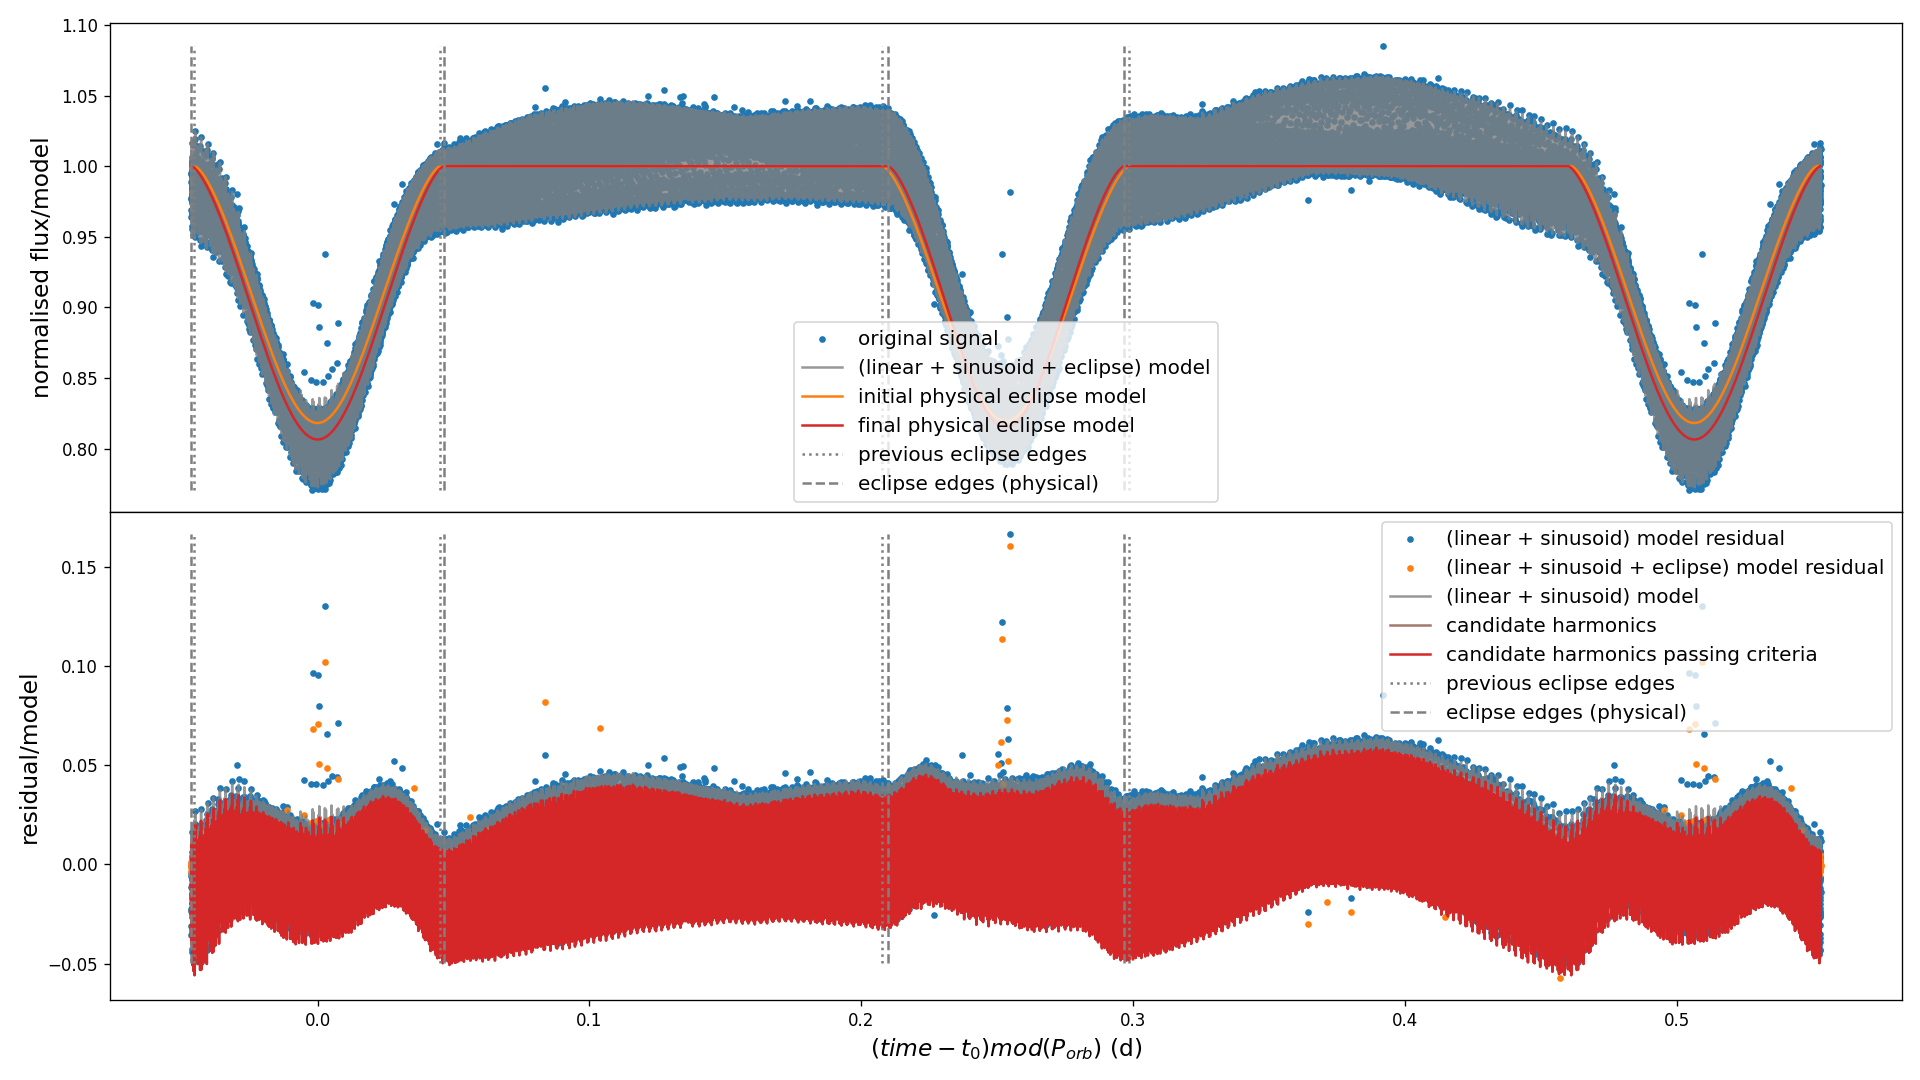 1.10
1.05
1.00
0.95
0.90
0.85
0.80
normalised flux/model
original signal
(linear + sinusoid + eclipse) model
initial physical eclipse model
final physical eclipse model
previous eclipse edges
eclipse edges (physical)
0.15
0.10
0.05
0.00
−0.05
residual/model
(linear + sinusoid) model residual
(linear + sinusoid + eclipse) model residual
(linear + sinusoid) model
candidate harmonics
candidate harmonics passing criteria
previous eclipse edges
eclipse edges (physical)
0.0 0.1 0.2 0.3 0.4 0.5
(time − t₀)mod(Pₒᵣb) (d)